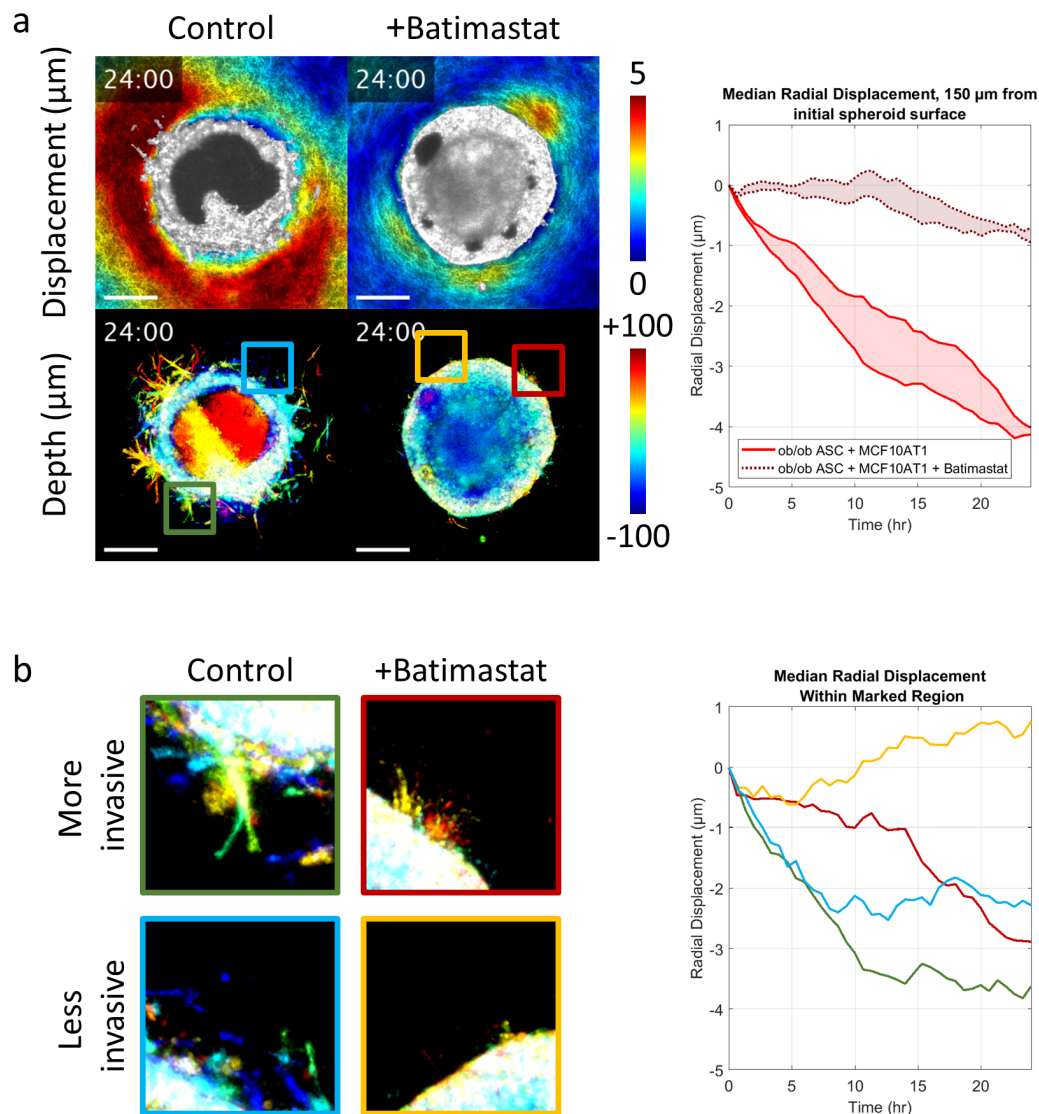 a
Control
+Batimastat
Displacement (µm)
24:00
24:00
5
0
Depth (µm)
24:00
24:00
+100
-100
Median Radial Displacement, 150 µm from
initial spheroid surface
Radial Displacement (µm)
1
0
-1
-2
-3
-4
-5
ob/ob ASC + MCF10AT1
ob/ob ASC + MCF10AT1 + Batimastat
0
5
10
15
20
Time (hr)
b
Control
+Batimastat
More
invasive
Less
invasive
Median Radial Displacement
Within Marked Region
Radial Displacement (µm)
1
0
-1
-2
-3
-4
-5
0
5
10
15
20
Time (hr)